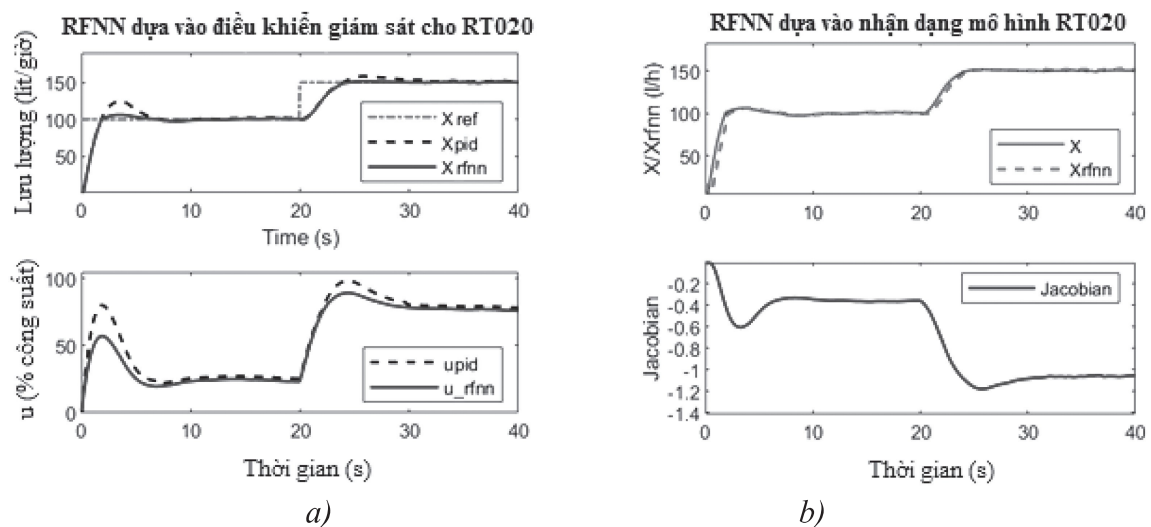 RFNN dựa vào điều khiển giám sát cho RT020
Lưu lượng (lít/giờ)
150
100
50
X ref
X pid
X rfnn
0
10
20
30
40
Time (s)
u (% công suất)
100
50
0
upid
u_rfnn
0
10
20
30
40
Thời gian (s)
a)
RFNN dựa vào nhận dạng mô hình RT020
X/Xrfnn (l/h)
150
100
50
X
Xrfnn
0
10
20
30
40
Jacobian
-0.2
-0.4
-0.6
-0.8
-1
-1.2
-1.4
Jacobian
0
10
20
30
40
Thời gian (s)
b)